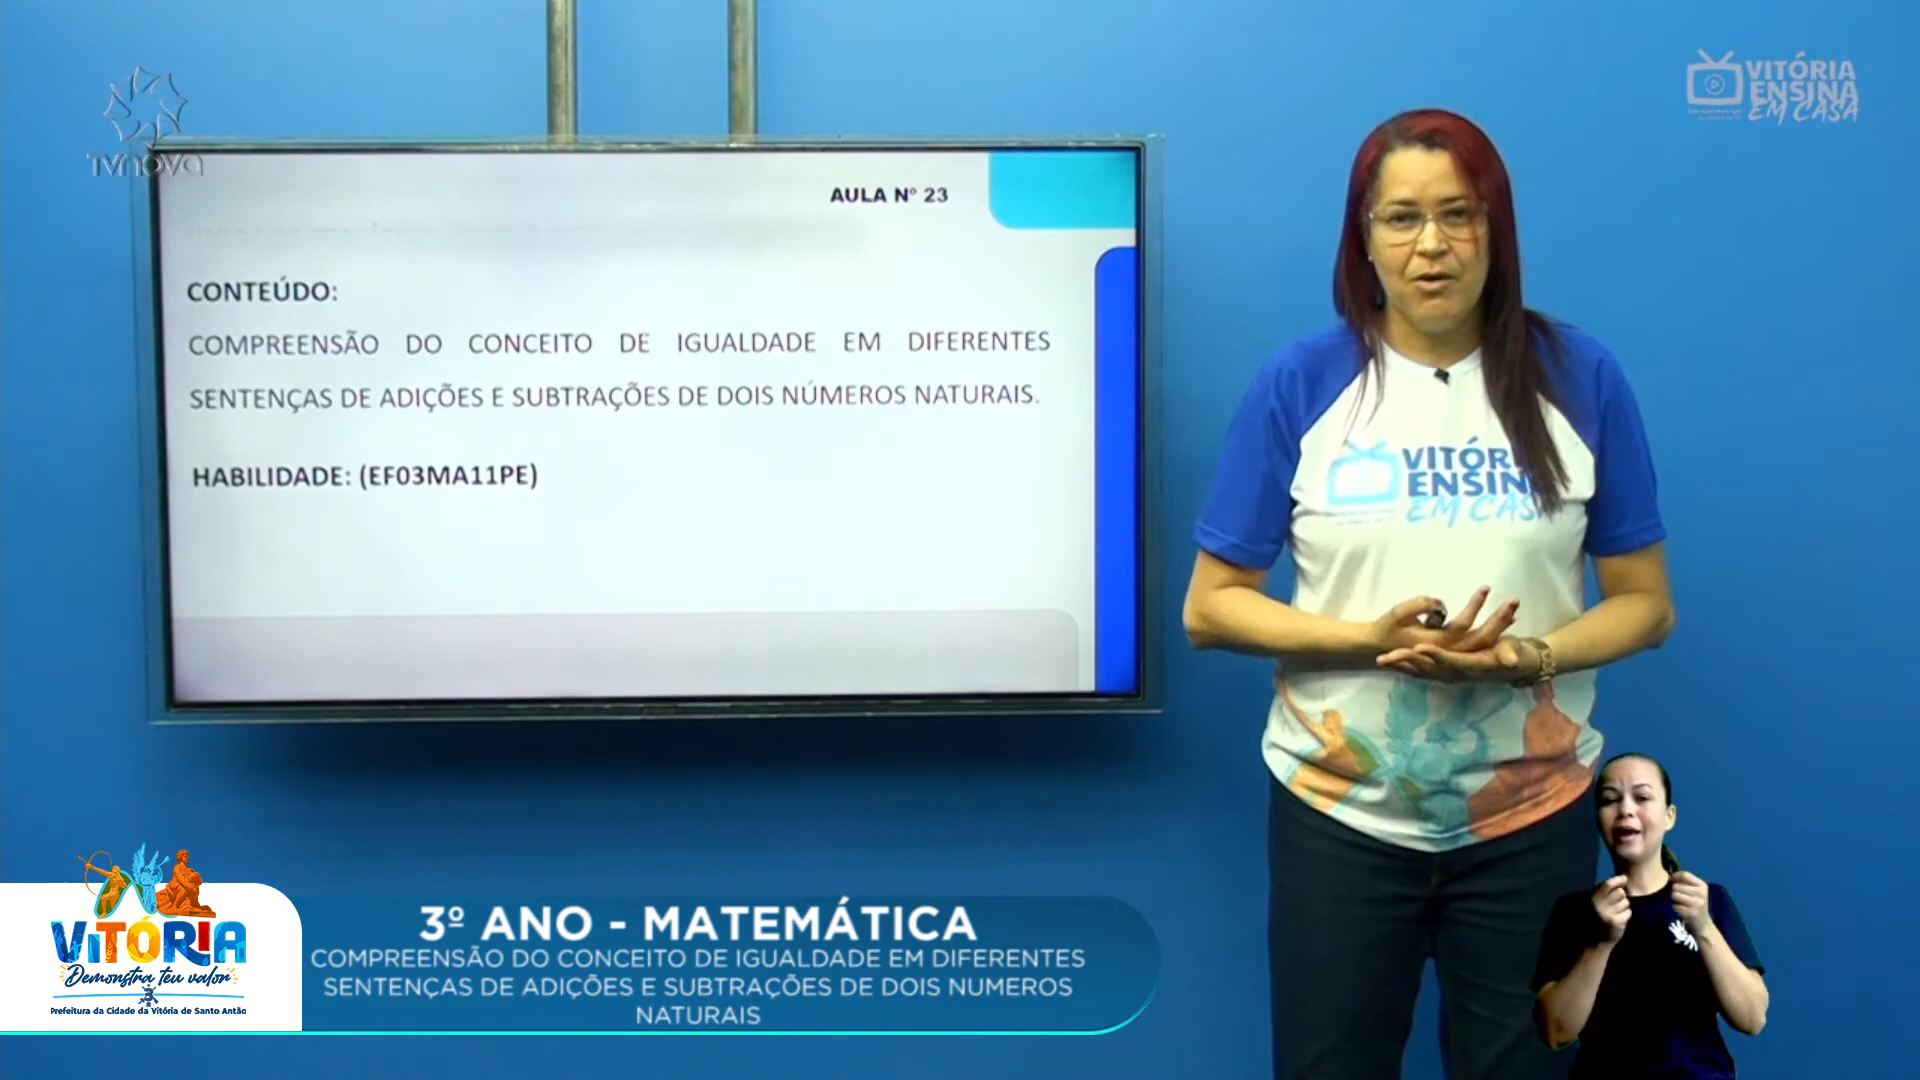 TVNOVA
VITÓRIA
ENSINA
EM CASA
AULA Nº 23
CONTEÚDO:
COMPREENSÃO DO CONCEITO DE IGUALDADE EM DIFERENTES
SENTENÇAS DE ADIÇÕES E SUBTRAÇÕES DE DOIS NÚMEROS NATURAIS.
HABILIDADE: (EF03MA11PE)
VITÓR
ENSIN
EM CASA
VITÓRIA
Demonstra teu valor
Prefeitura da Cidade da Vitória de Santo Antão
3º ANO - MATEMÁTICA
COMPREENSÃO DO CONCEITO DE IGUALDADE EM DIFERENTES
SENTENÇAS DE ADIÇÕES E SUBTRAÇÕES DE DOIS NUMEROS
NATURAIS